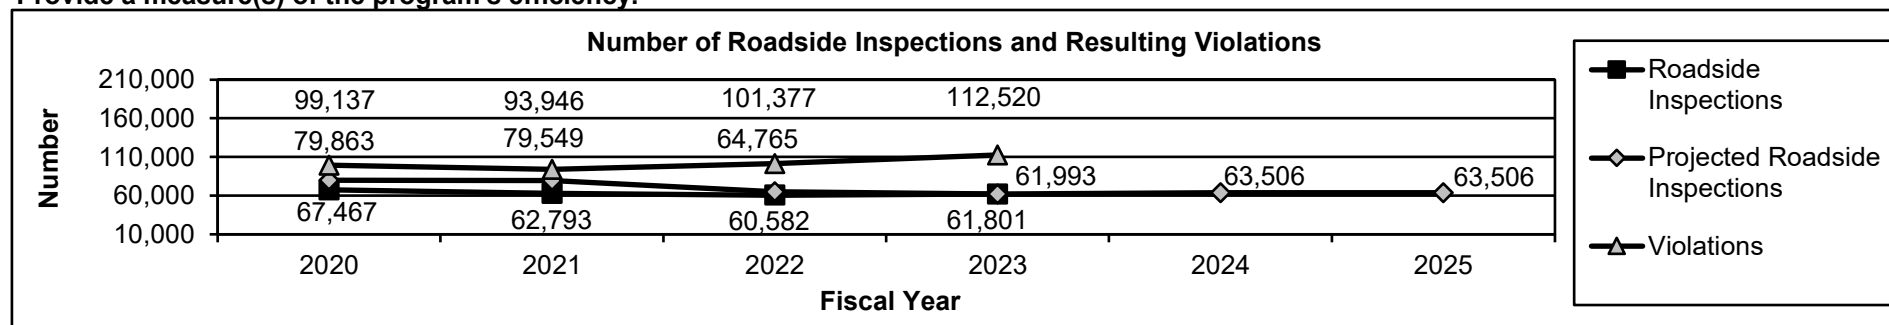 Provide a measure(s) of the program's efficiency.
Number of Roadside Inspections and Resulting Violations
Number
210,000
160,000
110,000
60,000
10,000
99,137
93,946
101,377
112,520
79,863
79,549
64,765
61,993
63,506
63,506
67,467
62,793
60,582
61,801
2020
2021
2022
2023
2024
2025
Fiscal Year
Roadside
Inspections
Projected Roadside
Inspections
Violations